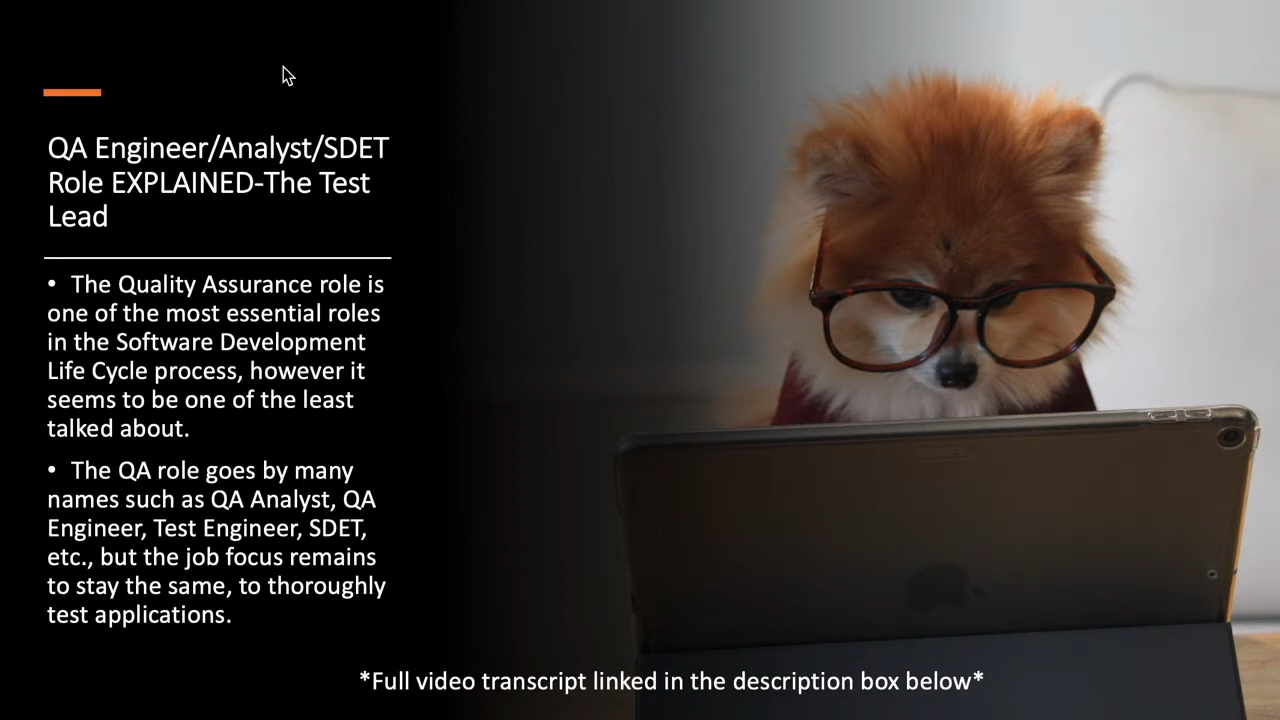 QA Engineer/Analyst/SDET
Role EXPLAINED-The Test
Lead
• The Quality Assurance role is
one of the most essential roles
in the Software Development
Life Cycle process, however it
seems to be one of the least
talked about.
• The QA role goes by many
names such as QA Analyst, QA
Engineer, Test Engineer, SDET,
etc., but the job focus remains
to stay the same, to thoroughly
test applications.
*Full video transcript linked in the description box below*